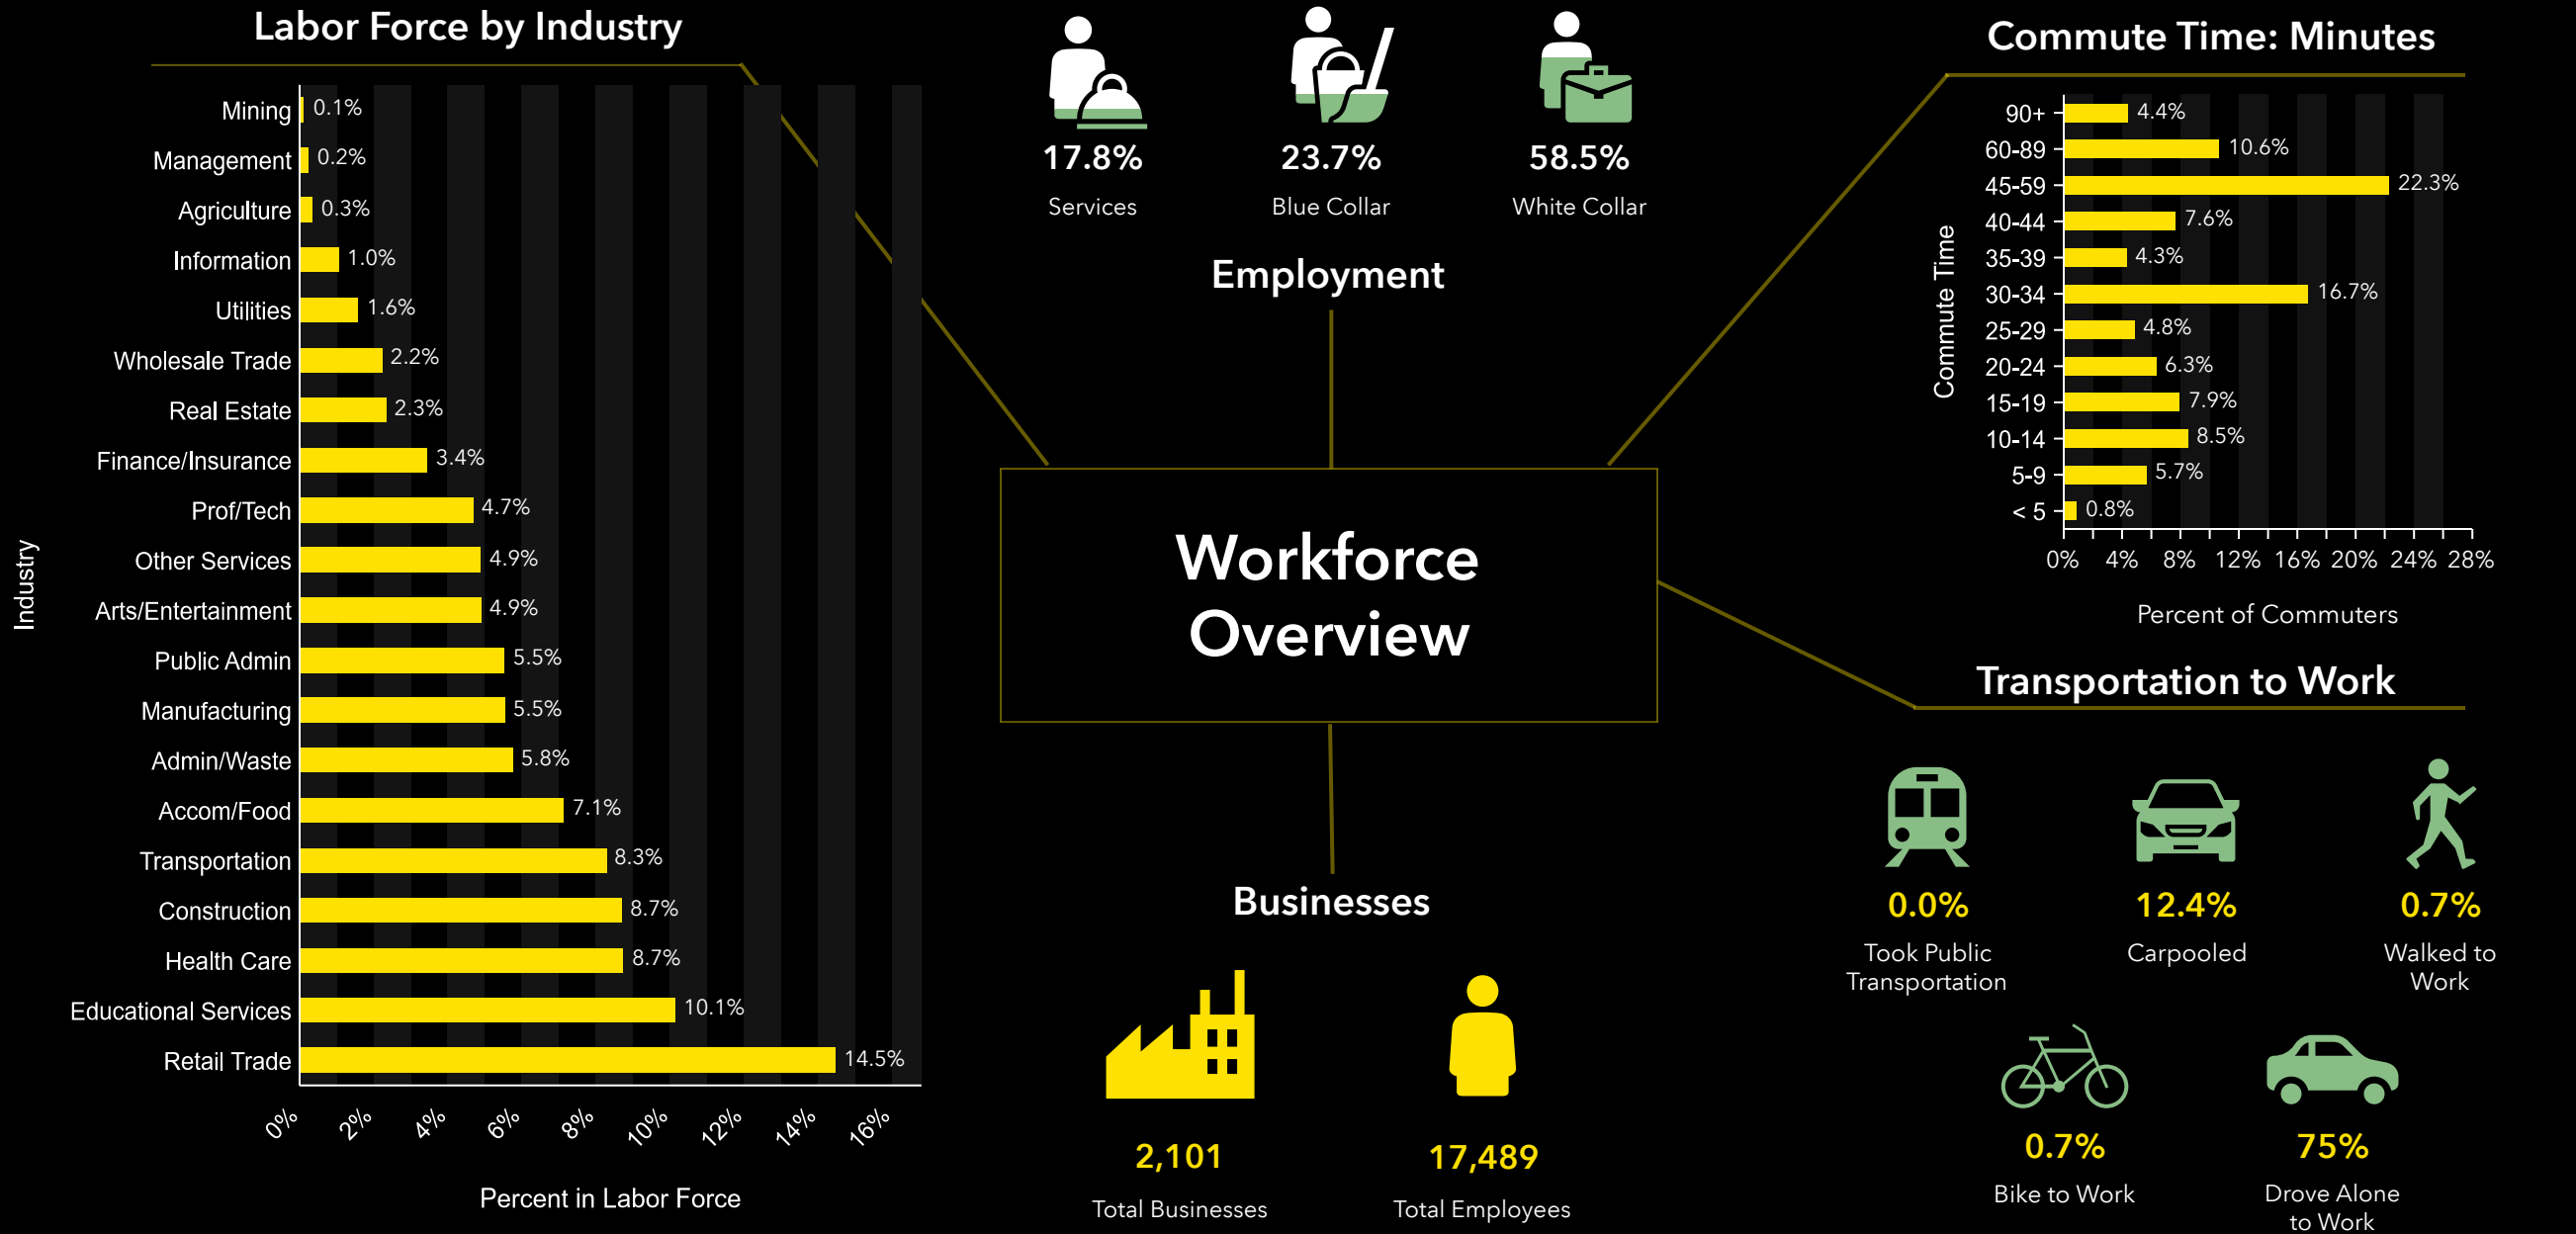 Labor Force by Industry
Industry
Mining 0.1%
Management 0.2%
Agriculture 0.3%
Information 1.0%
Utilities 1.6%
Wholesale Trade 2.2%
Real Estate 2.3%
Finance/Insurance 3.4%
Prof/Tech 4.7%
Other Services 4.9%
Arts/Entertainment 4.9%
Public Admin 5.5%
Manufacturing 5.5%
Admin/Waste 5.8%
Accom/Food 7.1%
Transportation 8.3%
Construction 8.7%
Health Care 8.7%
Educational Services 10.1%
Retail Trade 14.5%
0% 2% 4% 6% 8% 10% 12% 14% 16%
Percent in Labor Force
17.8% 23.7% 58.5%
Services Blue Collar White Collar
Employment
Workforce
Overview
Businesses
2,101 17,489
Total Businesses Total Employees
Commute Time: Minutes
Commute Time
90+ 4.4%
60-89 10.6%
45-59 22.3%
40-44 7.6%
35-39 4.3%
30-34 16.7%
25-29 4.8%
20-24 6.3%
15-19 7.9%
10-14 8.5%
5-9 5.7%
< 5 0.8%
0% 4% 8% 12% 16% 20% 24% 28%
Percent of Commuters
Transportation to Work
0.0% 12.4% 0.7%
Took Public Carpooled Walked to
Transportation Work
0.7% 75%
Bike to Work Drove Alone
to Work